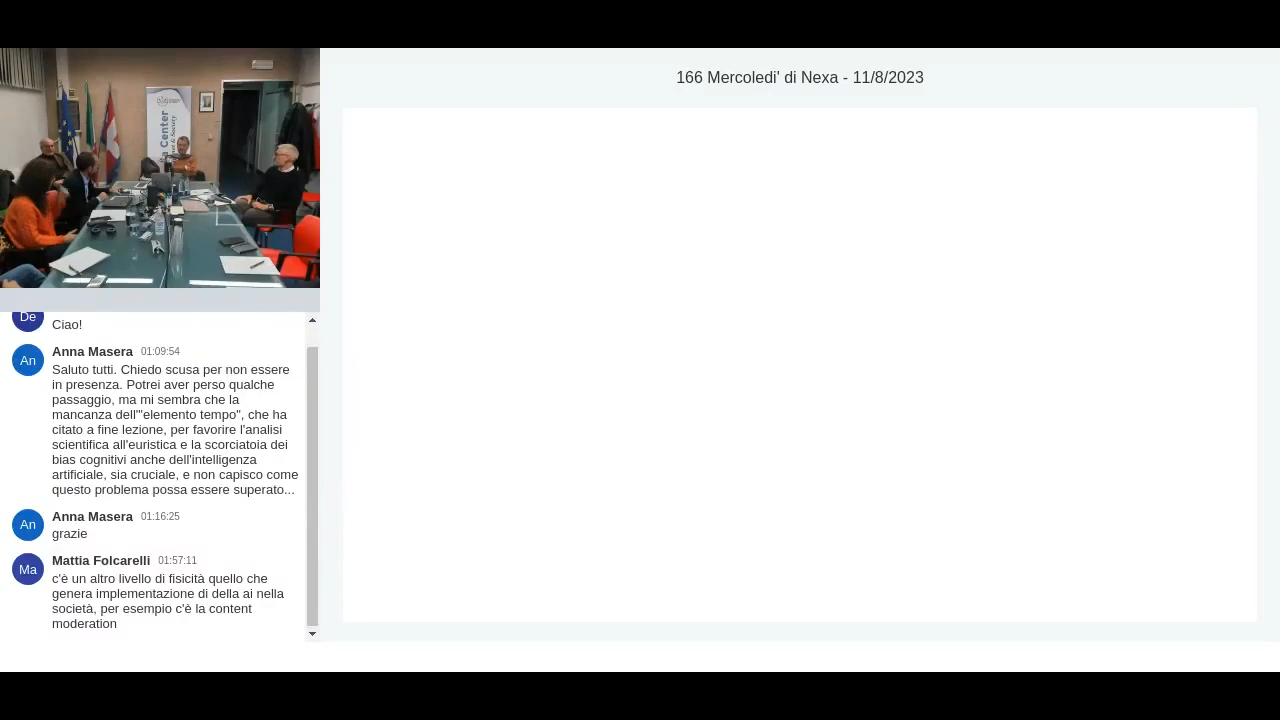 166 Mercoledi' di Nexa - 11/8/2023
a Center
& Society
De
Ciao!
An
Anna Masera 01:09:54
Saluto tutti. Chiedo scusa per non essere
in presenza. Potrei aver perso qualche
passaggio, ma mi sembra che la
mancanza dell'"elemento tempo", che ha
citato a fine lezione, per favorire l'analisi
scientifica all'euristica e la scorciatoia dei
bias cognitivi anche dell'intelligenza
artificiale, sia cruciale, e non capisco come
questo problema possa essere superato...
An
Anna Masera 01:16:25
grazie
Ma
Mattia Folcarelli 01:57:11
c'è un altro livello di fisicità quello che
genera implementazione di della ai nella
società, per esempio c'è la content
moderation